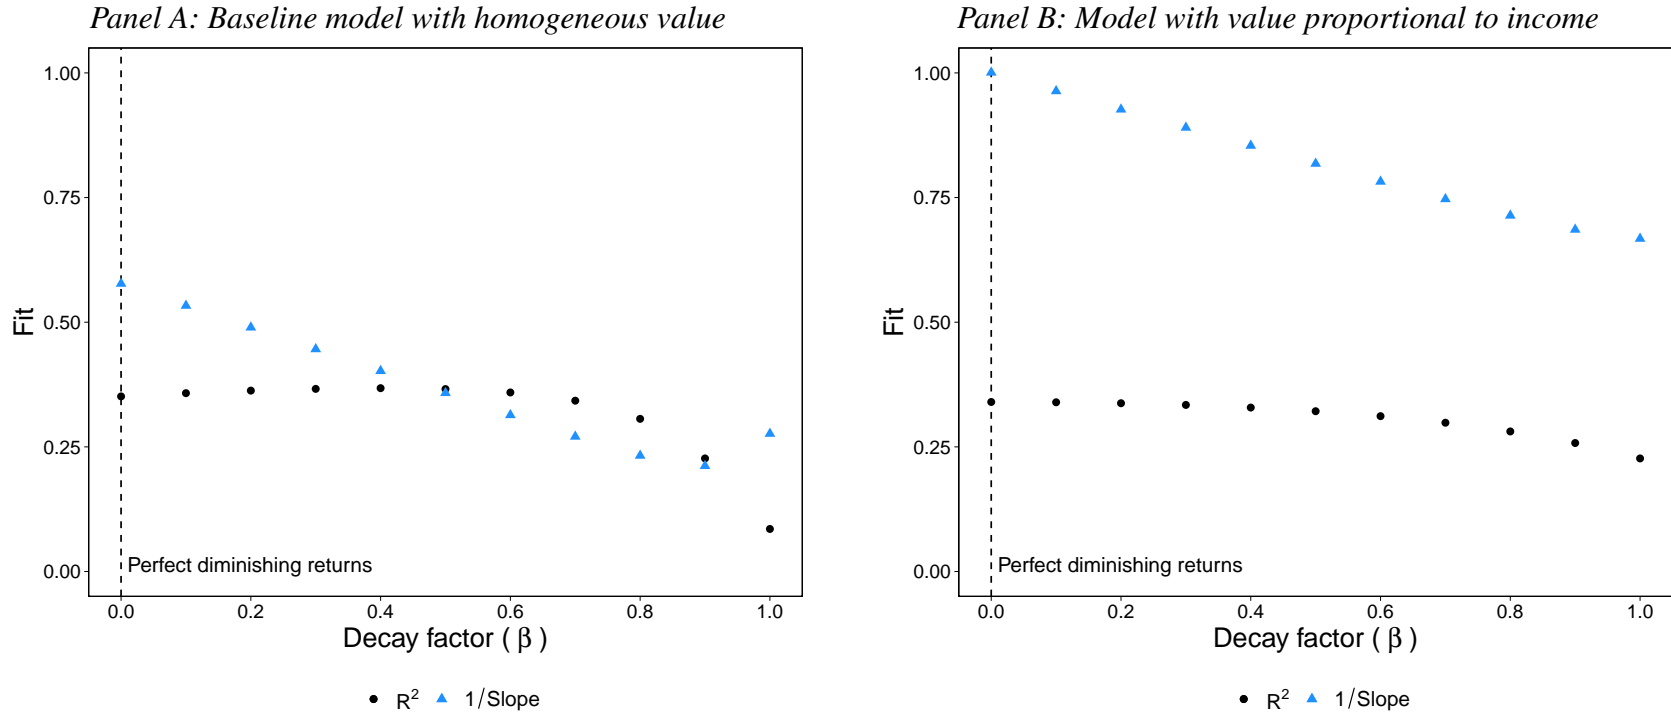 Panel A: Baseline model with homogeneous value
1.00
0.75
0.50
0.25
0.00
Fit
Perfect diminishing returns
0.0 0.2 0.4 0.6 0.8 1.0
Decay factor ( β )
R² 1/Slope
Panel B: Model with value proportional to income
1.00
0.75
0.50
0.25
0.00
Fit
Perfect diminishing returns
0.0 0.2 0.4 0.6 0.8 1.0
Decay factor ( β )
R² 1/Slope